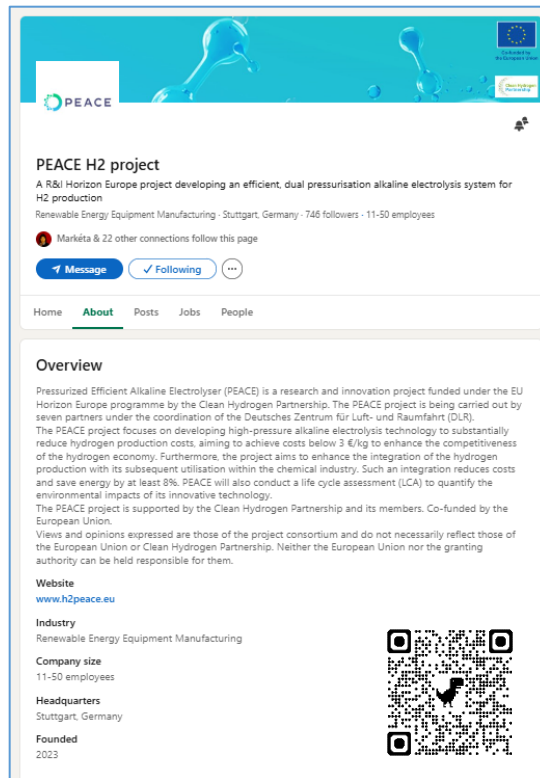 Co-funded by
the European Union
Clean Hydrogen
Partnership
PEACE
PEACE H2 project
A R&I Horizon Europe project developing an efficient, dual pressurisation alkaline electrolysis system for
H2 production
Renewable Energy Equipment Manufacturing · Stuttgart, Germany · 746 followers · 11-50 employees
Markéta & 22 other connections follow this page
Message
Following
Home About Posts Jobs People
Overview
Pressurized Efficient Alkaline Electrolyser (PEACE) is a research and innovation project funded under the EU
Horizon Europe programme by the Clean Hydrogen Partnership. The PEACE project is being carried out by
seven partners under the coordination of the Deutsches Zentrum für Luft- und Raumfahrt (DLR).
The PEACE project focuses on developing high-pressure alkaline electrolysis technology to substantially
reduce hydrogen production costs, aiming to achieve costs below 3 €/kg to enhance the competitiveness
of the hydrogen economy. Furthermore, the project aims to enhance the integration of the hydrogen
production with its subsequent utilisation within the chemical industry. Such an integration reduces costs
and save energy by at least 8%. PEACE will also conduct a life cycle assessment (LCA) to quantify the
environmental impacts of its innovative technology.
The PEACE project is supported by the Clean Hydrogen Partnership and its members. Co-funded by the
European Union.
Views and opinions expressed are those of the project consortium and do not necessarily reflect those of
the European Union or Clean Hydrogen Partnership. Neither the European Union nor the granting
authority can be held responsible for them.
Website
www.h2peace.eu
Industry
Renewable Energy Equipment Manufacturing
Company size
11-50 employees
Headquarters
Stuttgart, Germany
Founded
2023